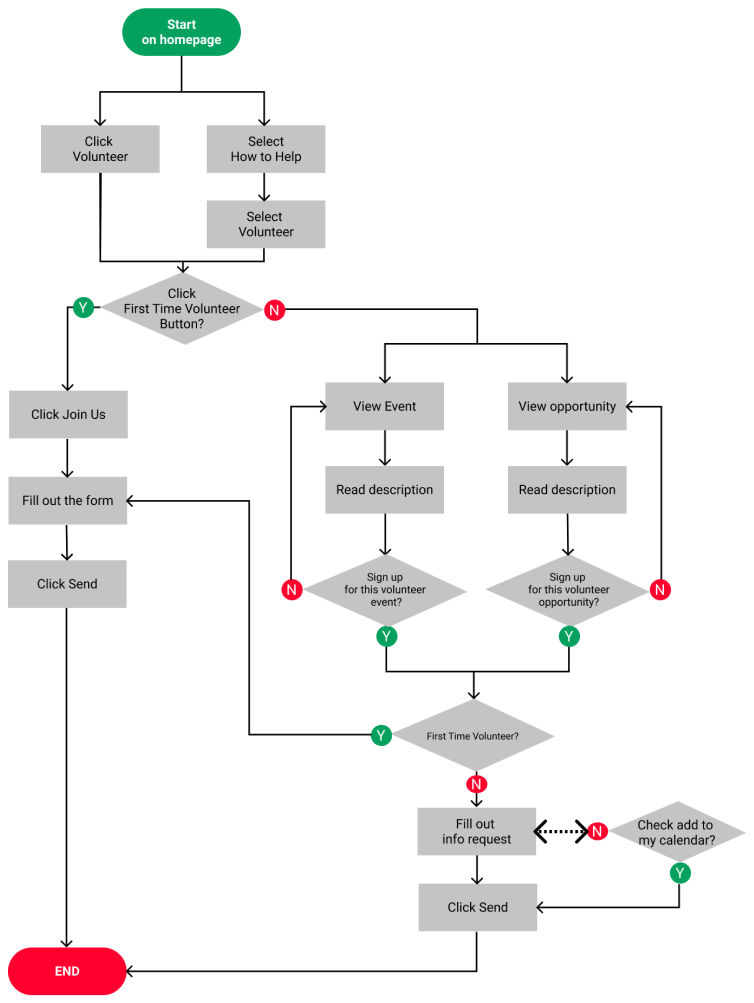 Start
on homepage
Click
Volunteer
Select
How to Help
Select
Volunteer
Click
First Time Volunteer
Button?
Y
N
Click Join Us
View Event
View opportunity
Fill out the form
Read description
Read description
Click Send
Sign up
for this volunteer
event?
N
Sign up
for this volunteer
opportunity?
N
Y
Y
First Time Volunteer?
Y
N
Fill out
info request
N
Check add to
my calendar?
Y
Click Send
END